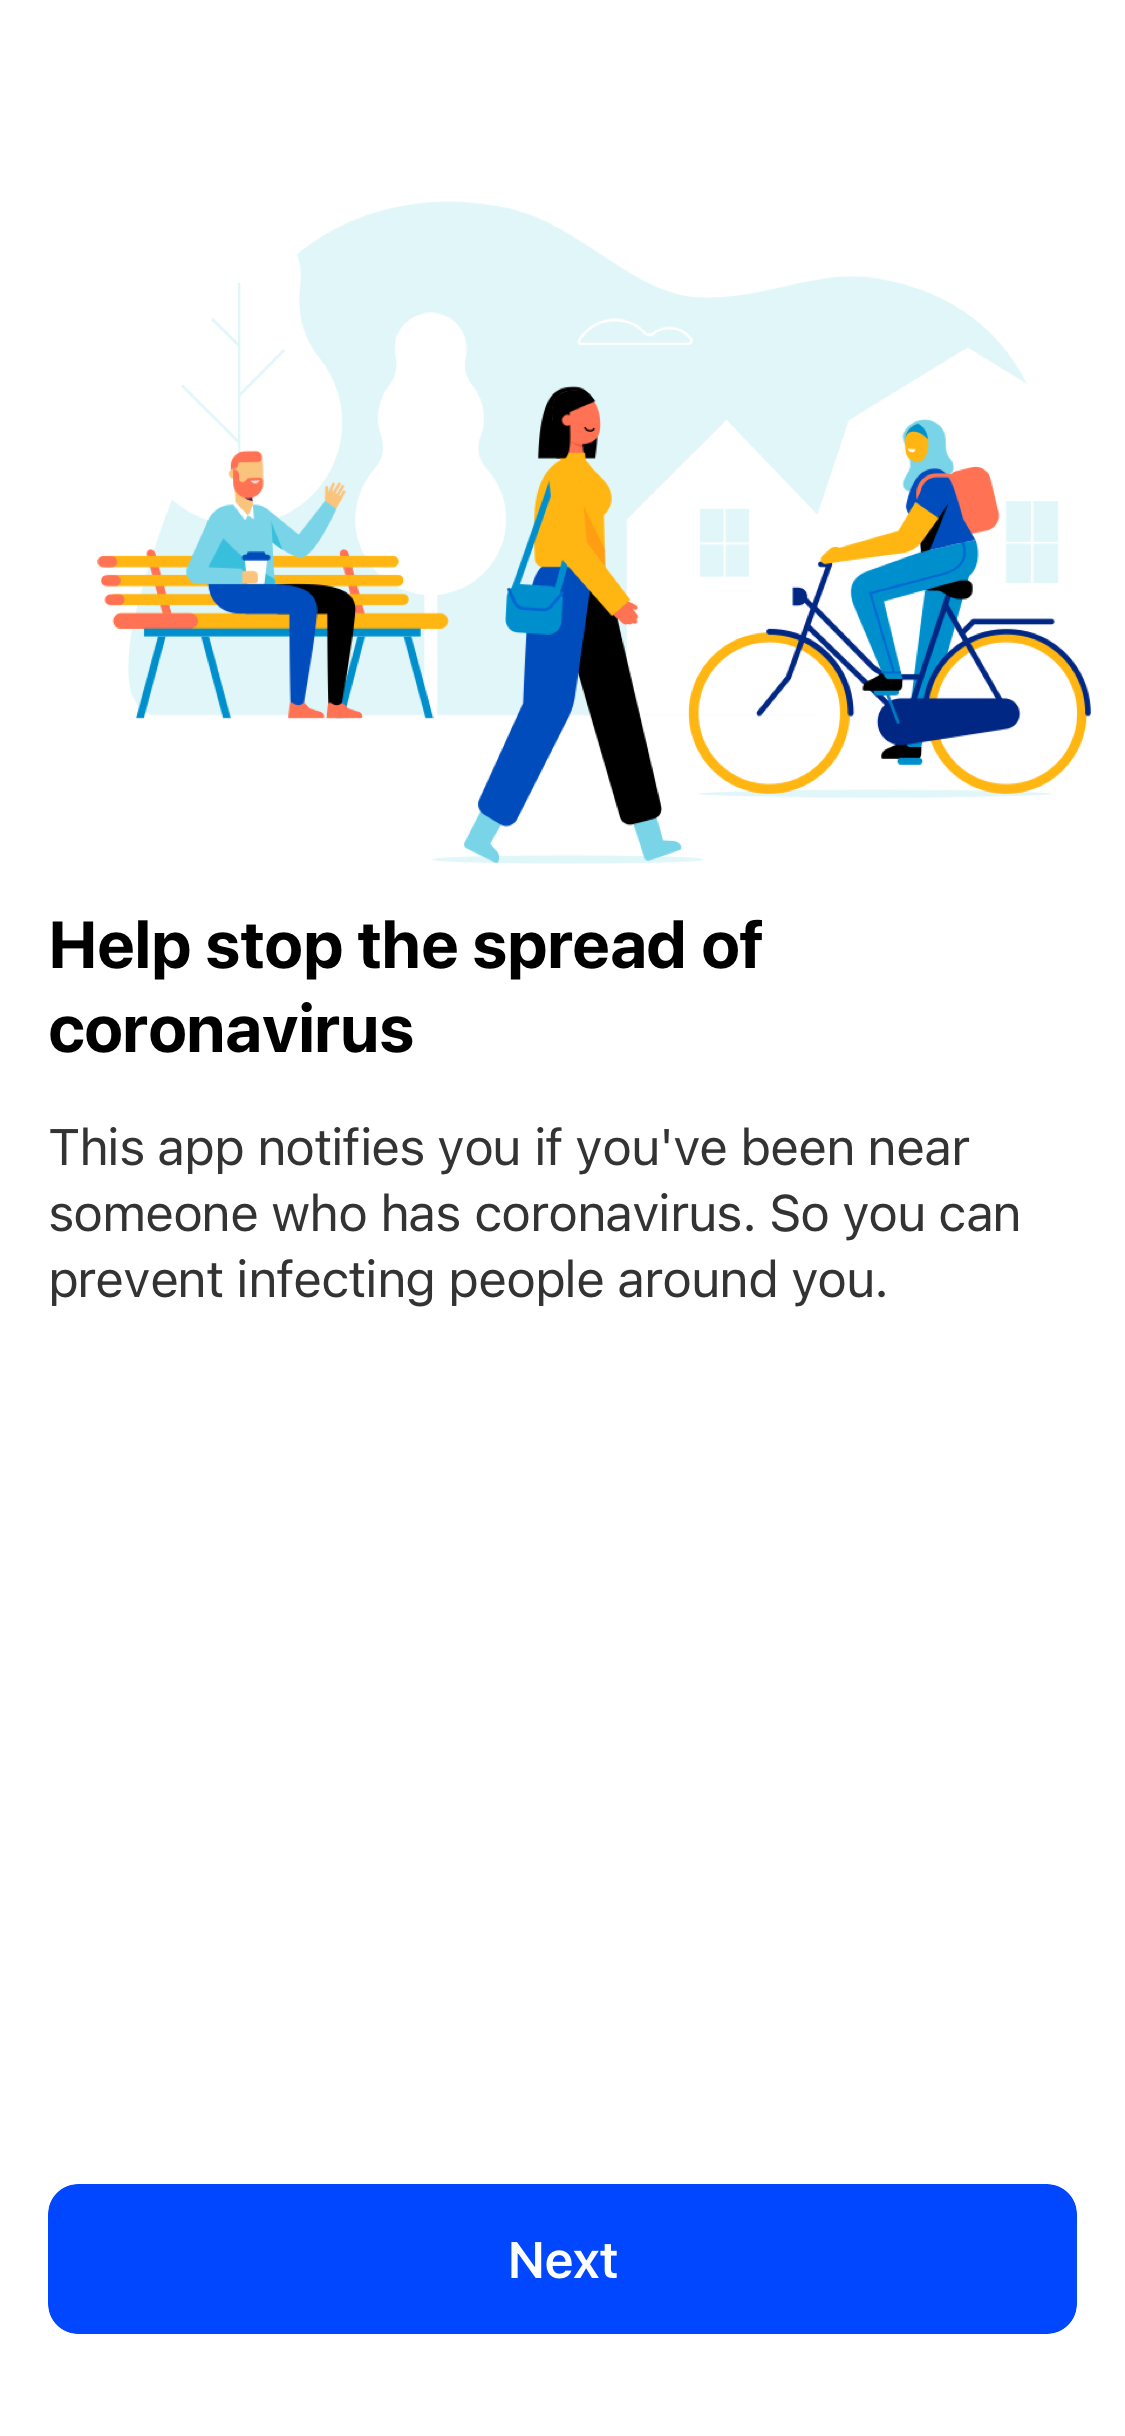 Help stop the spread of
coronavirus
This app notifies you if you've been near
someone who has coronavirus. So you can
prevent infecting people around you.
Next